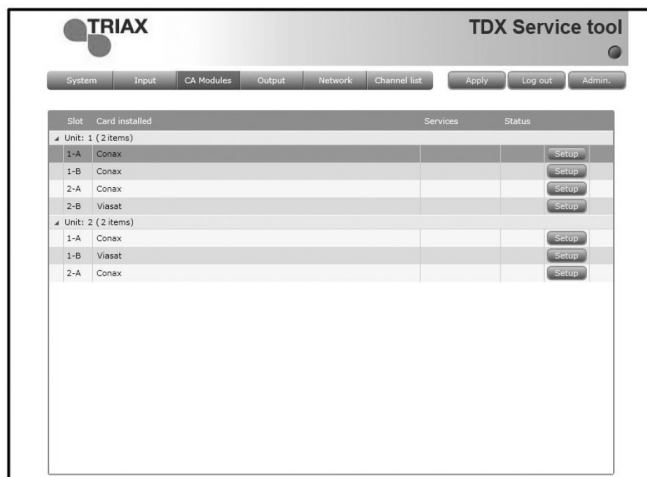 TRIAX
TDX Service tool
System Input CA Modules Output Network Channel list Apply Log out Admin.
Slot Card installed Services Status
Unit: 1 ( 2 items)
1-A Conax Setup
1-B Conax Setup
2-A Conax Setup
2-B Viasat Setup
Unit: 2 ( 2 items)
1-A Conax Setup
1-B Viasat Setup
2-A Conax Setup